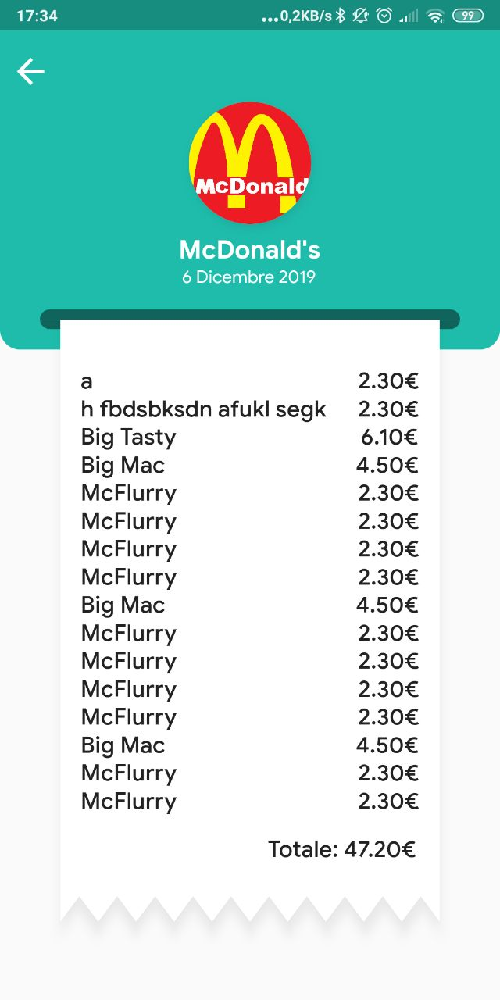 17:34 ...0,2KB/s 99
McDonald
McDonald's
6 Dicembre 2019
a 2.30€
h fbdsbksdn afukl segk 2.30€
Big Tasty 6.10€
Big Mac 4.50€
McFlurry 2.30€
McFlurry 2.30€
McFlurry 2.30€
McFlurry 2.30€
Big Mac 4.50€
McFlurry 2.30€
McFlurry 2.30€
McFlurry 2.30€
McFlurry 2.30€
Big Mac 4.50€
McFlurry 2.30€
McFlurry 2.30€
Totale: 47.20€